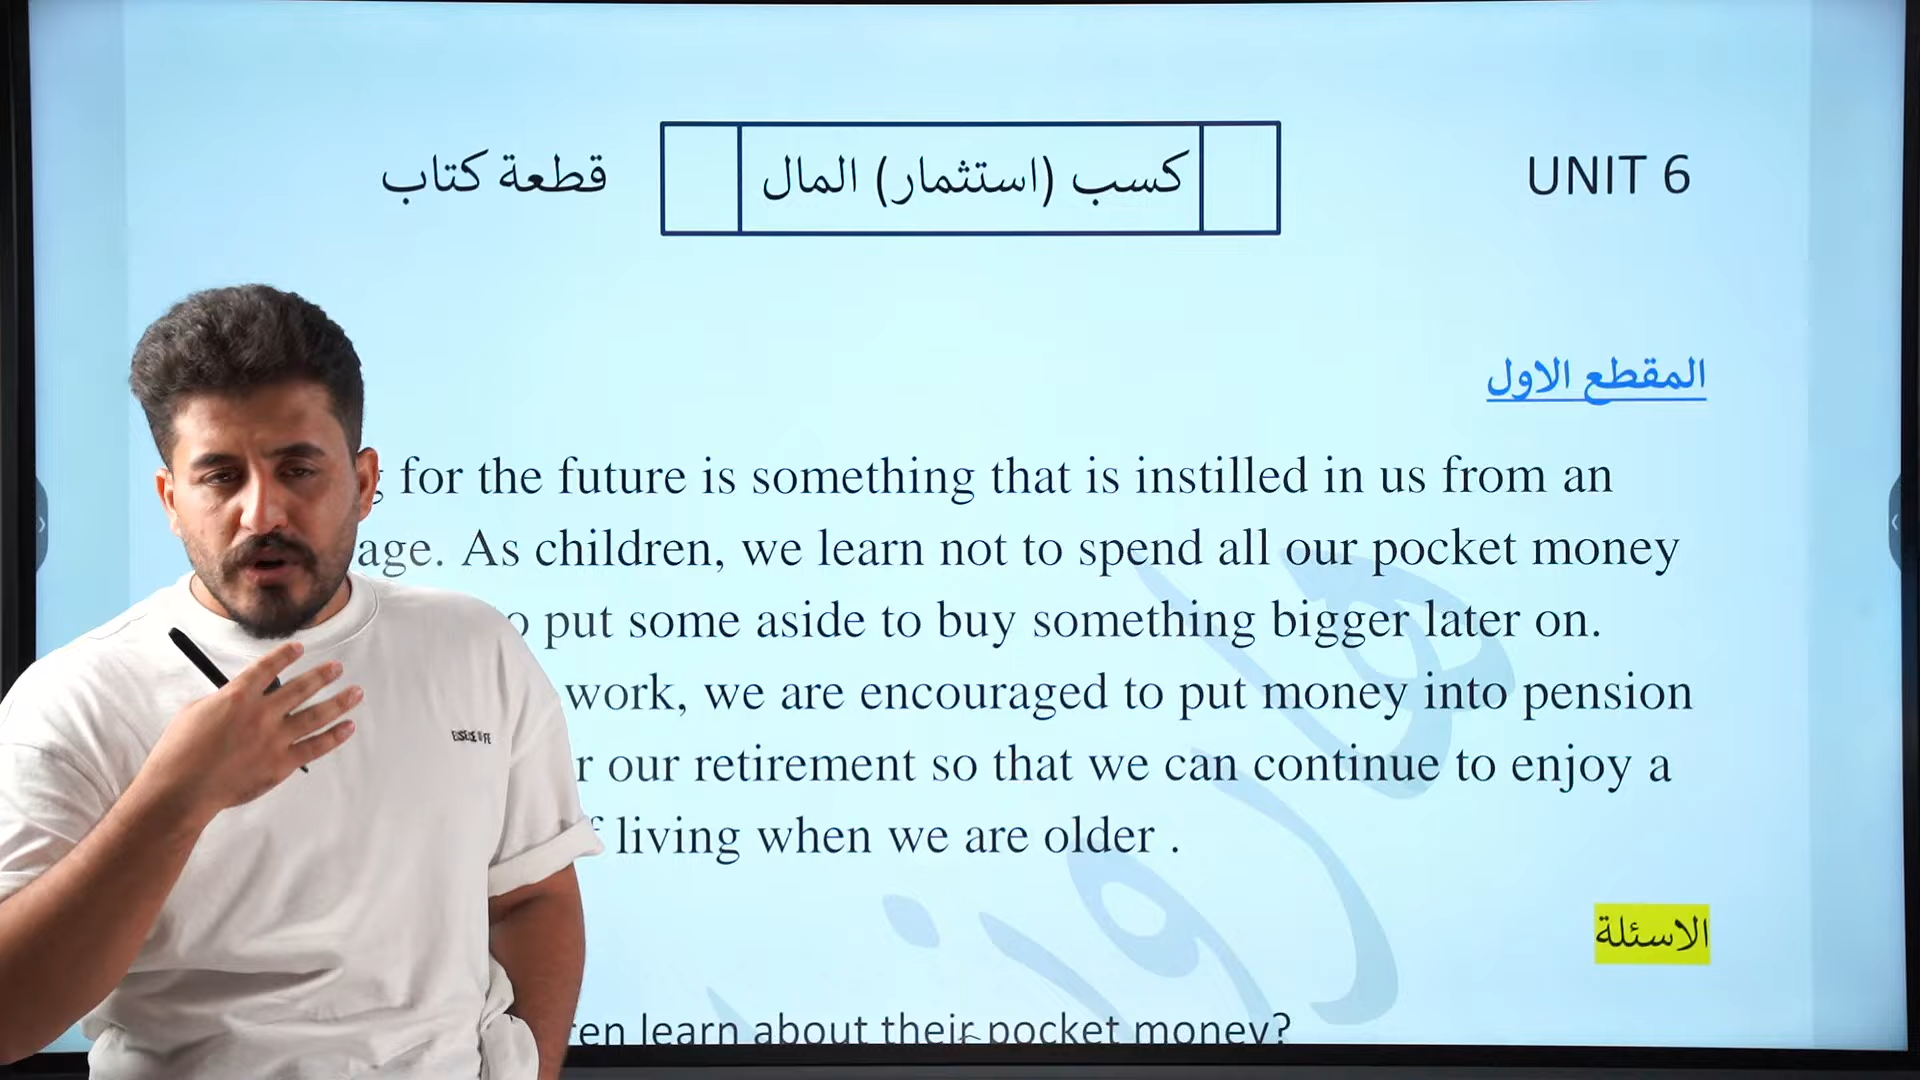 UNIT 6
كسب (استثمار) المال
قطعة كتاب
المقطع الاول
for the future is something that is instilled in us from an
age. As children, we learn not to spend all our pocket money
put some aside to buy something bigger later on.
work, we are encouraged to put money into pension
our retirement so that we can continue to enjoy a
living when we are older .
الاسئلة
learn about their pocket money?